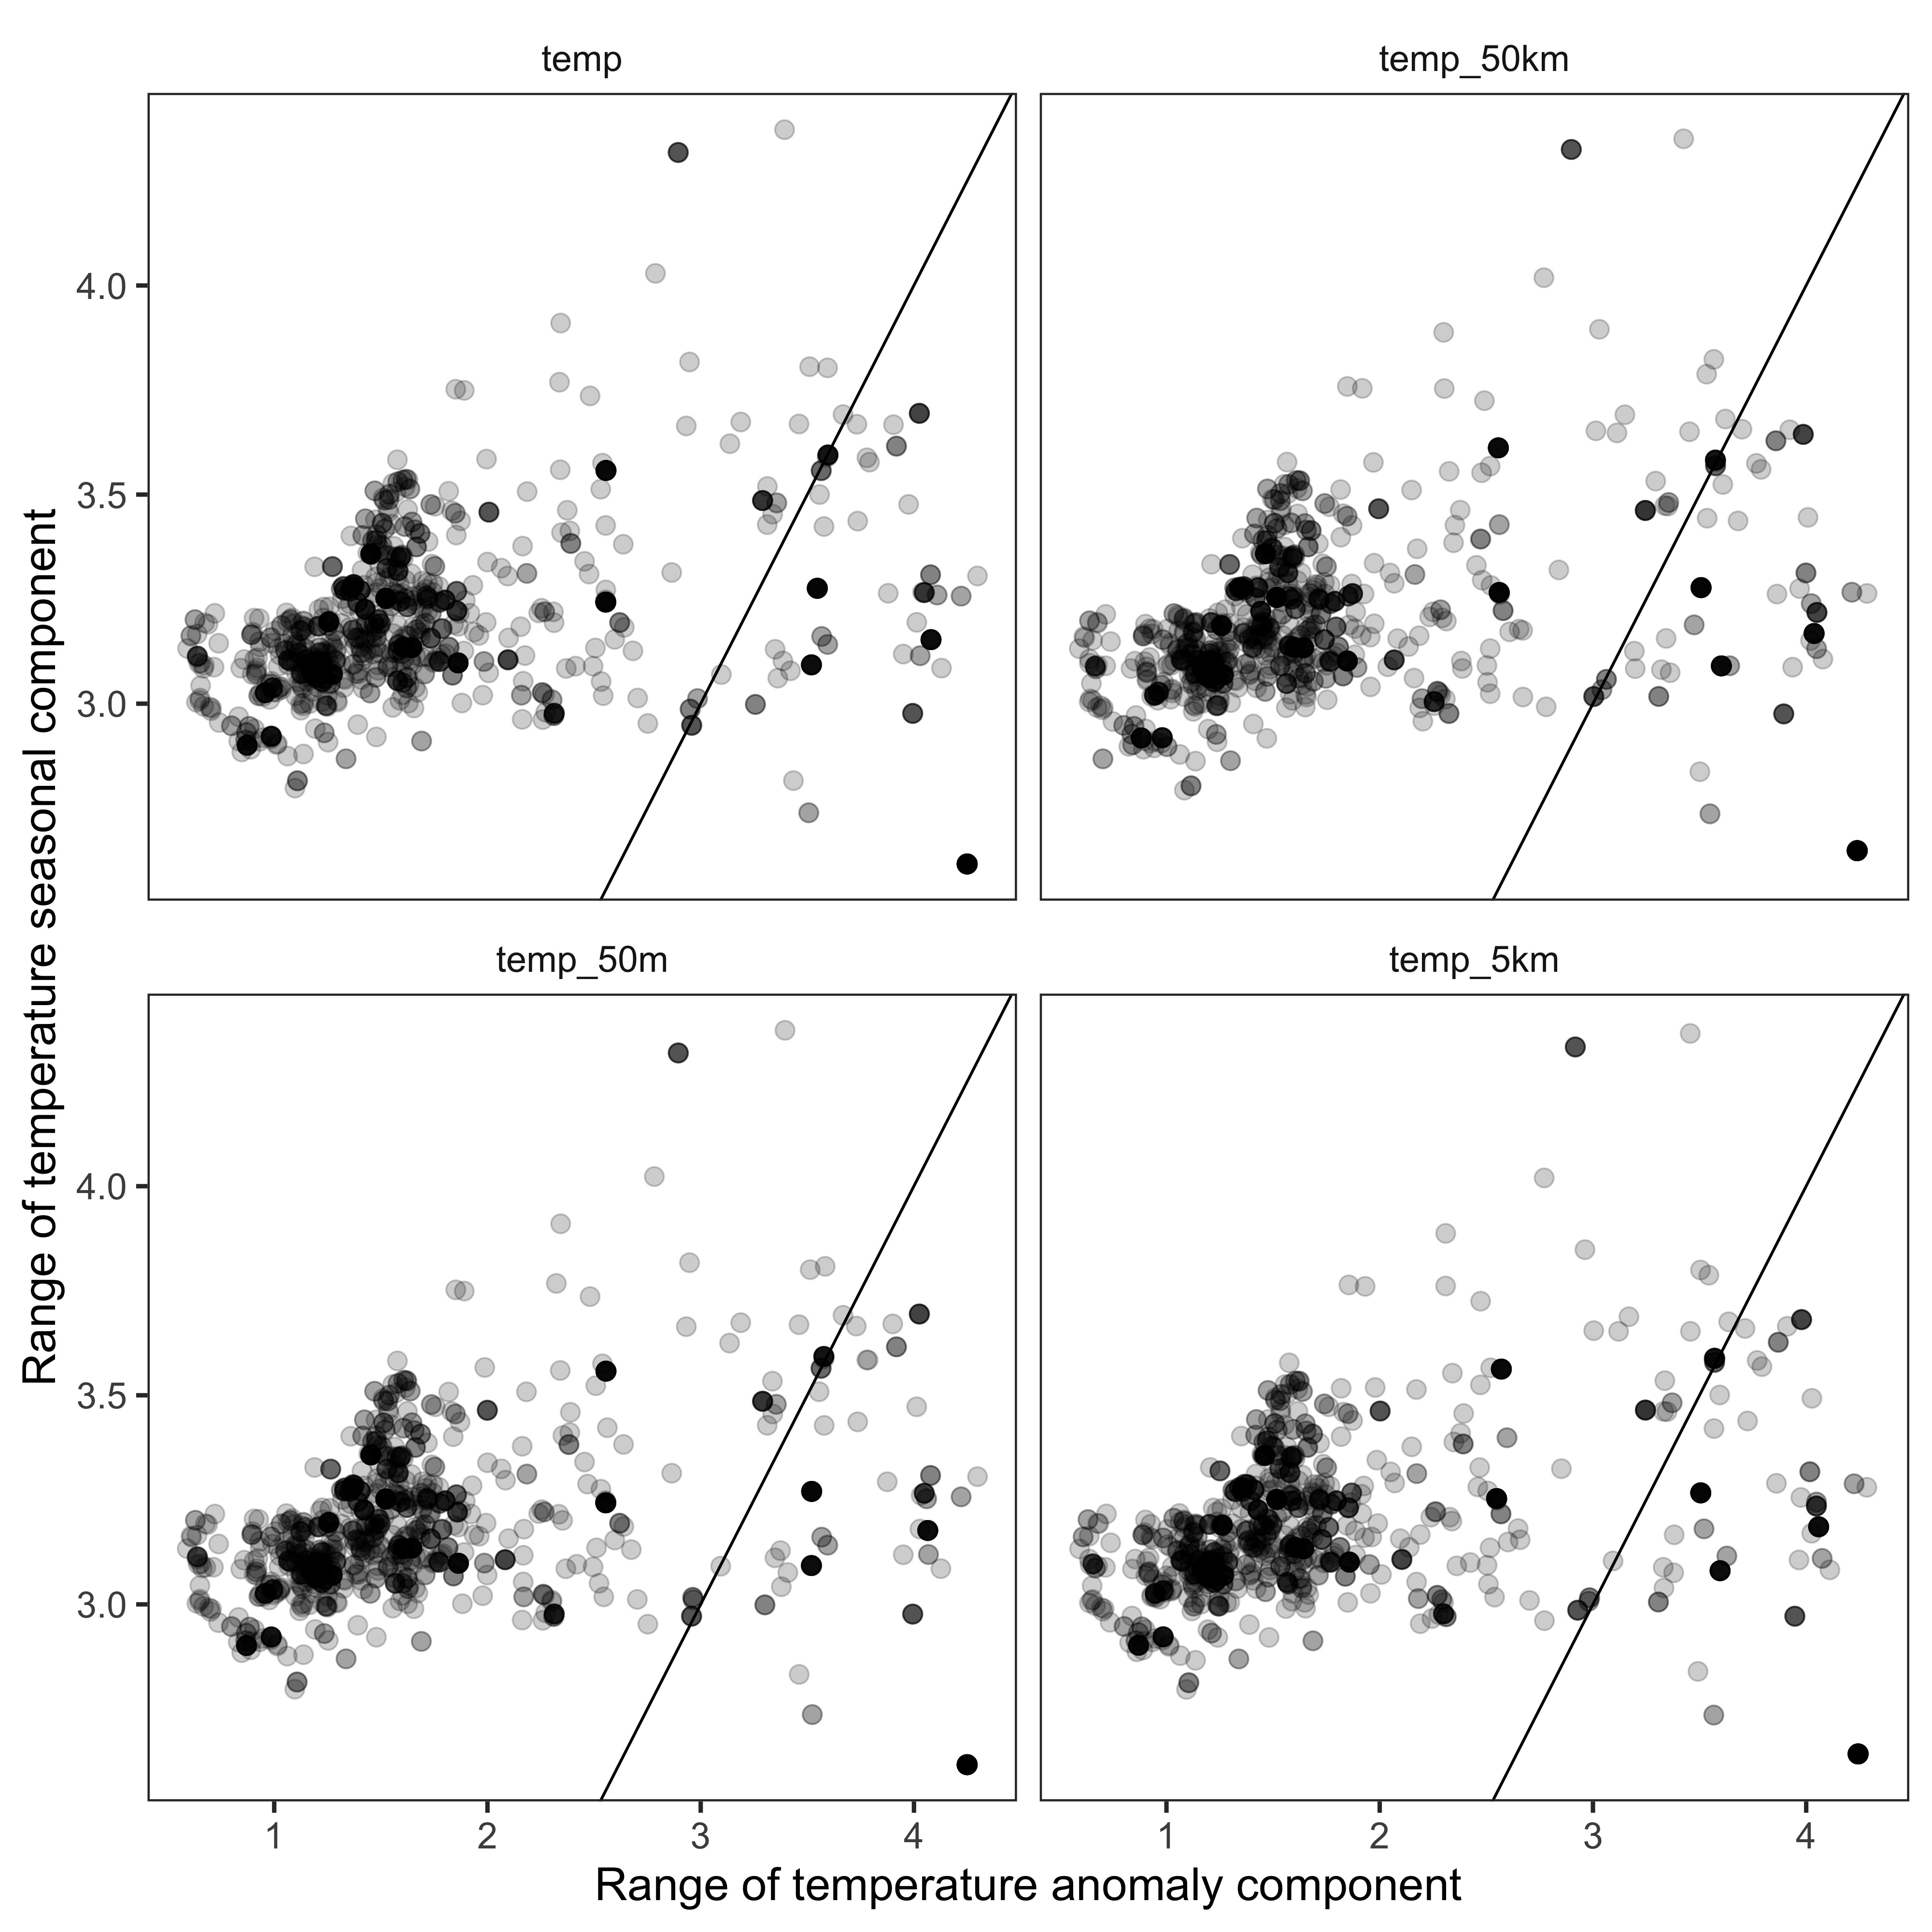 temp
temp_50km
4.0
3.5
3.0
temp_50m
temp_5km
4.0
3.5
3.0
1 2 3 4
1 2 3 4
Range of temperature anomaly component
Range of temperature seasonal component